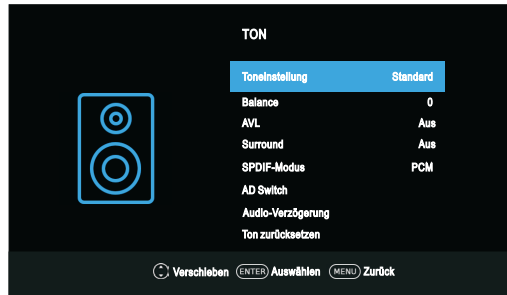 TON
Toneinstellung Standard
Balance 0
AVL Aus
Surround Aus
SPDIF-Modus PCM
AD Switch
Audio-Verzögerung
Ton zurücksetzen
Verschieben ENTER Auswählen MENU Zurück